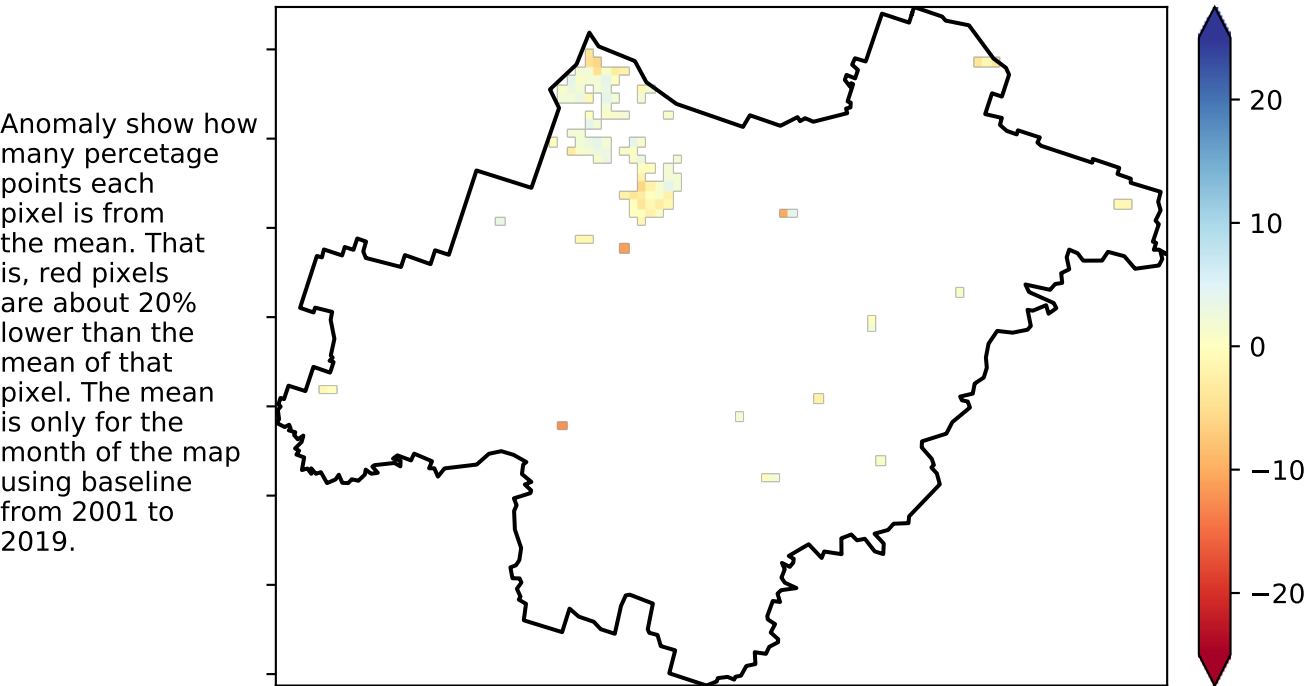 Anomaly show how
many percetage
points each
pixel is from
the mean. That
is, red pixels
are about 20%
lower than the
mean of that
pixel. The mean
is only for the
month of the map
using baseline
from 2001 to
2019.
20
10
0
−10
−20